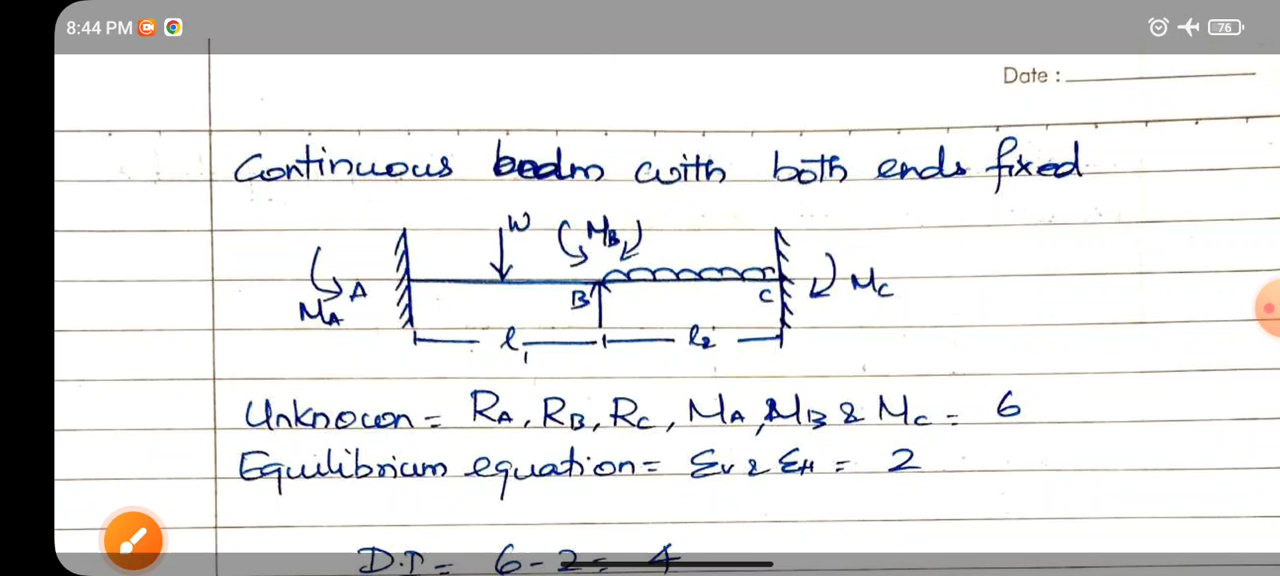 8:44 PM
76
Date :
Continuous beam with both ends fixed
W
MB
MA
A
B
C
MC
l1
l2
Unknown = RA, RB, RC, MA, MB & MC = 6
Equilibrium equation = ΣV & ΣH = 2
D.I = 6 - 2 = 4